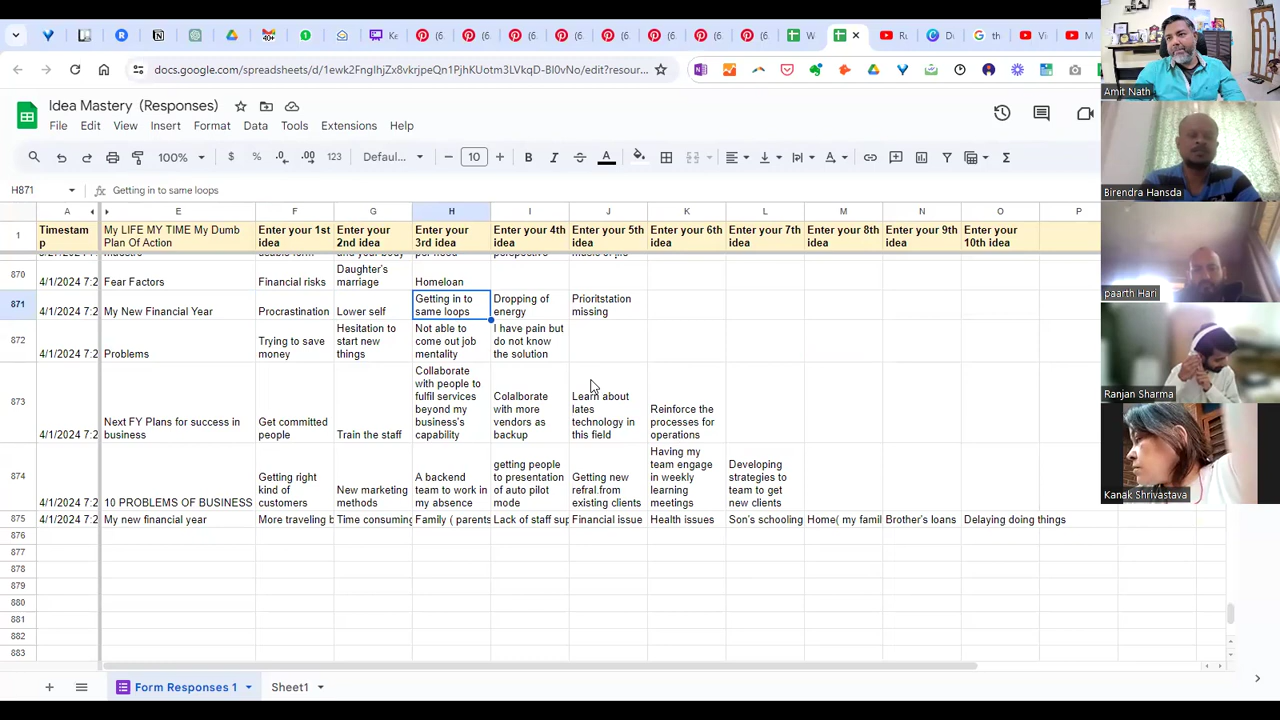 docs.google.com/spreadsheets/
/edit?resour...
Idea Mastery (Responses)
File Edit View Insert Format Data Tools Extensions Help
100% $ % .0 .00 123 Defaul... 10 B I A
H871 fx Getting in to same loops
A E F G H I J K L M N O P
1 Timestam
p
My LIFE MY TIME My Dumb
Plan Of Action
Enter your 1st
idea
Enter your
2nd idea
Enter your
3rd idea
Enter your 4th
idea
Enter your 5th
idea
Enter your 6th
idea
Enter your 7th
idea
Enter your 8th
idea
Enter your 9th
idea
Enter your
10th idea
870
4/1/2024 7:2
Fear Factors
Financial risks
Daughter's
marriage
Homeloan
871
4/1/2024 7:2
My New Financial Year
Procrastination
Lower self
Getting in to
same loops
Dropping of
energy
Prioritstation
missing
872
4/1/2024 7:2
Problems
Trying to save
money
Hesitation to
start new
things
Not able to
come out job
mentality
I have pain but
do not know
the solution
873
4/1/2024 7:2
Next FY Plans for success in
business
Get committed
people
Train the staff
Collaborate
with people to
fulfil services
beyond my
business's
capability
Colalborate
with more
vendors as
backup
Learn about
lates
technology in
this field
Reinforce the
processes for
operations
874
4/1/2024 7:2
10 PROBLEMS OF BUSINESS
Getting right
kind of
customers
New marketing
methods
A backend
team to work in
my absence
getting people
to presentation
of auto pilot
mode
Getting new
refral.from
existing clients
Having my
team engage
in weekly
learning
meetings
Developing
strategies to
team to get
new clients
875
4/1/2024 7:2
My new financial year
More traveling b
Time consuming
Family ( parents
Lack of staff sup
Financial issue
Health issues
Son's schooling
Home( my famil
Brother's loans
Delaying doing things
876
877
878
879
880
881
882
883
Form Responses 1
Sheet1
Amit Nath
Birendra Hansda
paarth Hari
Ranjan Sharma
Kanak Shrivastava